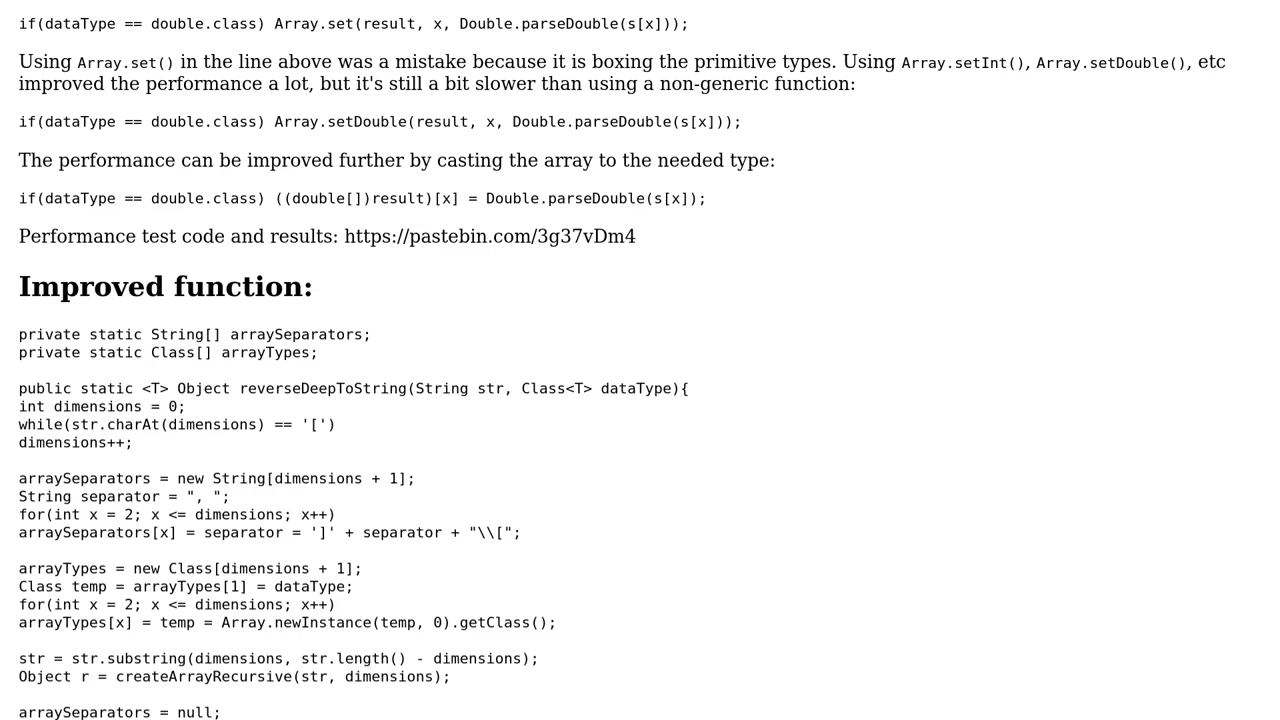 if(dataType == double.class) Array.set(result, x, Double.parseDouble(s[x]));
Using Array.set() in the line above was a mistake because it is boxing the primitive types. Using Array.setInt(), Array.setDouble(), etc
improved the performance a lot, but it's still a bit slower than using a non-generic function:
if(dataType == double.class) Array.setDouble(result, x, Double.parseDouble(s[x]));
The performance can be improved further by casting the array to the needed type:
if(dataType == double.class) ((double[])result)[x] = Double.parseDouble(s[x]);
Performance test code and results: https://pastebin.com/3g37vDm4
Improved function:
private static String[] arraySeparators;
private static Class[] arrayTypes;
public static <T> Object reverseDeepToString(String str, Class<T> dataType){
int dimensions = 0;
while(str.charAt(dimensions) == '[')
dimensions++;
arraySeparators = new String[dimensions + 1];
String separator = ", ";
for(int x = 2; x <= dimensions; x++)
arraySeparators[x] = separator = ']' + separator + "\\[";
arrayTypes = new Class[dimensions + 1];
Class temp = arrayTypes[1] = dataType;
for(int x = 2; x <= dimensions; x++)
arrayTypes[x] = temp = Array.newInstance(temp, 0).getClass();
str = str.substring(dimensions, str.length() - dimensions);
Object r = createArrayRecursive(str, dimensions);
arraySeparators = null;